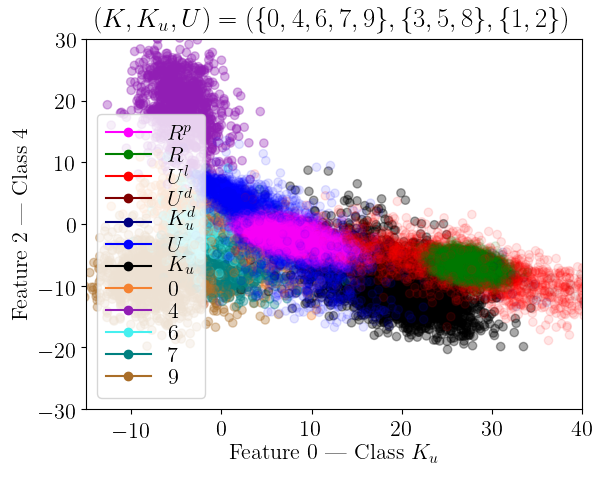 (K, K_u, U) = ({0, 4, 6, 7, 9}, {3, 5, 8}, {1, 2})
30
20
10
0
−10
−20
−30
Feature 2 — Class 4
R^p
R
U^l
U^d
K_u^d
U
K_u
0
4
6
7
9
−10
0
10
20
30
40
Feature 0 — Class K_u